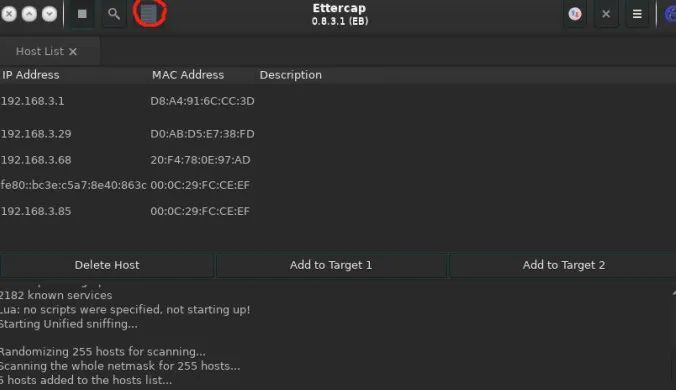 Ettercap
0.8.3.1 (EB)
Host List
IP Address MAC Address Description
192.168.3.1 D8:A4:91:6C:CC:3D
192.168.3.29 D0:AB:D5:E7:38:FD
192.168.3.68 20:F4:78:0E:97:AD
fe80::bc3e:c5a7:8e40:863c 00:0C:29:FC:CE:EF
192.168.3.85 00:0C:29:FC:CE:EF
Delete Host Add to Target 1 Add to Target 2
2182 known services
Lua: no scripts were specified, not starting up!
Starting Unified sniffing...
Randomizing 255 hosts for scanning...
Scanning the whole netmask for 255 hosts...
5 hosts added to the hosts list...